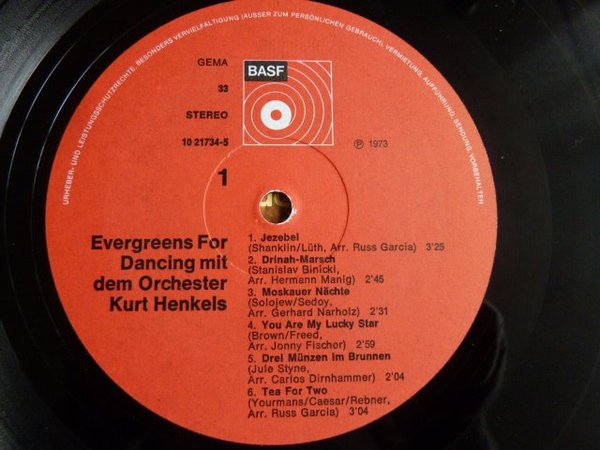 URHEBER- UND LEISTUNGSSCHUTZRECHTE, BESONDERS VERVIELFÄLTIGUNG (AUSSER ZUM PERSÖNLICHEN GEBRAUCH), VERMIETUNG, AUFFÜHRUNG, SENDUNG, VORBEHALTEN
GEMA
BASF
33
STEREO
10 21734-5
℗ 1973
1
Evergreens For
Dancing mit
dem Orchester
Kurt Henkels
1. Jezebel
(Shanklin/Lüth, Arr. Russ Garcia) 3'25
2. Drinah-Marsch
(Stanislav Binicki,
Arr. Hermann Manig) 2'45
3. Moskauer Nächte
(Solojew/Sedoy,
Arr. Gerhard Narholz) 2'31
4. You Are My Lucky Star
(Brown/Freed,
Arr. Jonny Fischer) 2'59
5. Drei Münzen im Brunnen
(Jule Styne,
Arr. Carlos Dirnhammer) 2'04
6. Tea For Two
(Yourmans/Caesar/Rebner,
Arr. Russ Garcia) 3'04